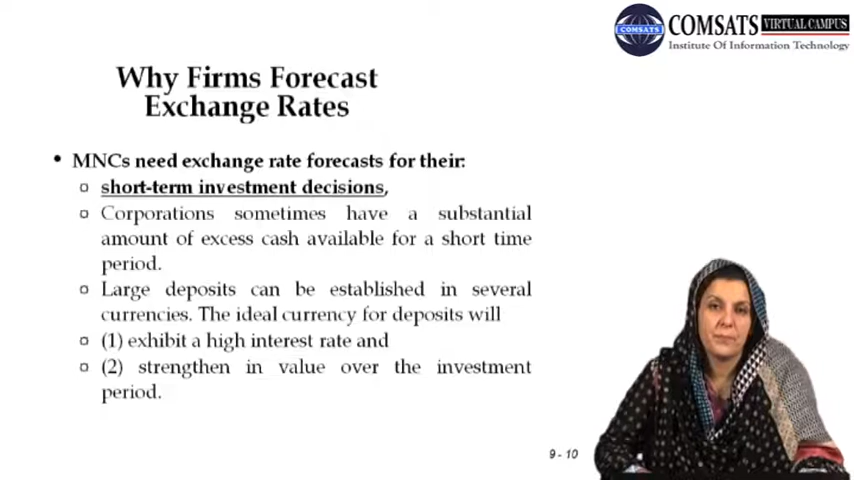 COMSATS
COMSATS VIRTUAL CAMPUS
Institute Of Information Technology
Why Firms Forecast
Exchange Rates
• MNCs need exchange rate forecasts for their:
short-term investment decisions,
Corporations sometimes have a substantial
amount of excess cash available for a short time
period.
Large deposits can be established in several
currencies. The ideal currency for deposits will
(1) exhibit a high interest rate and
(2) strengthen in value over the investment
period.
9 - 10